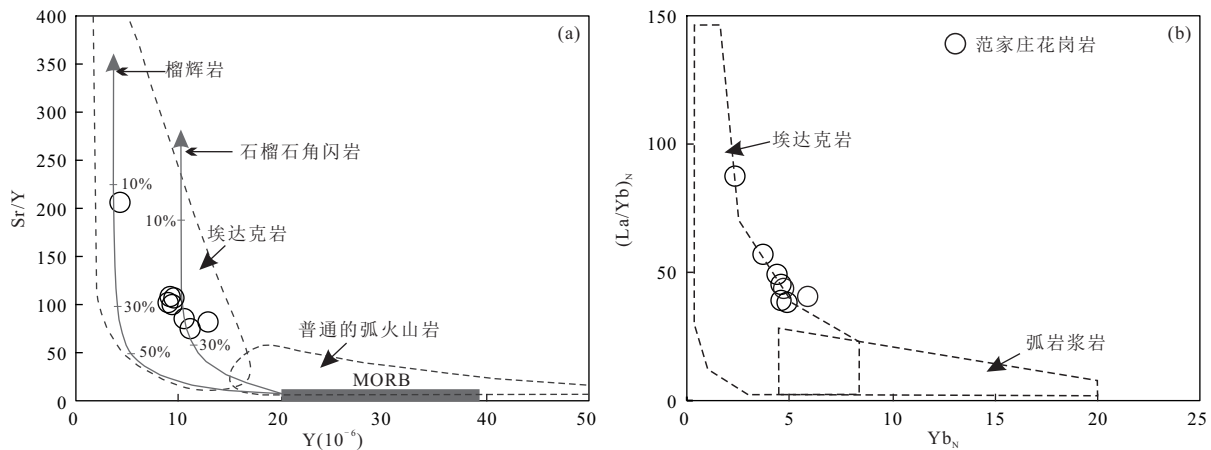 400
350
300
250
200
150
100
50
0
Sr/Y
(a)
榴辉岩
石榴石角闪岩
10%
10%
埃达克岩
30%
30%
50%
普通的弧火山岩
MORB
0
10
20
30
40
50
Y(10⁻⁶)
150
100
50
0
(La/Yb)N
(b)
范家庄花岗岩
埃达克岩
弧岩浆岩
0
5
10
15
20
25
YbN